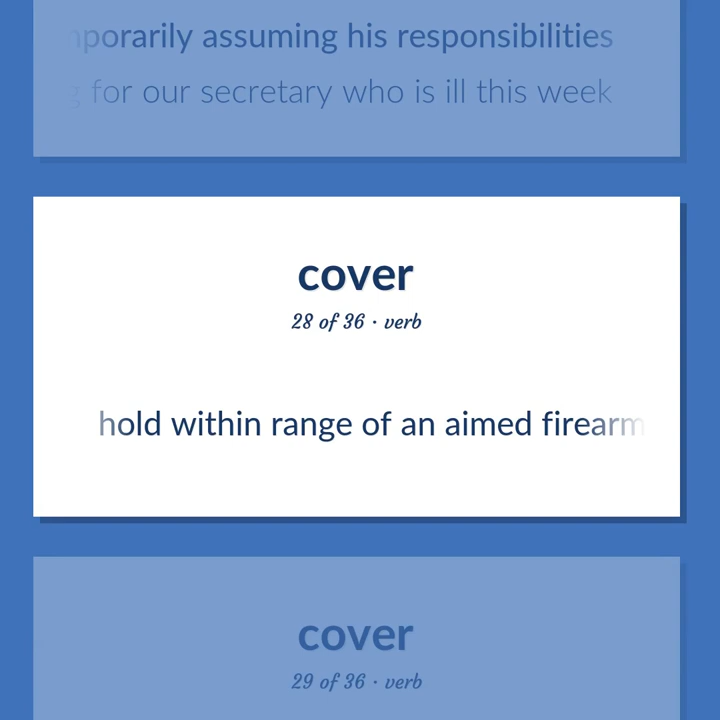 assuming his responsibilities
for our secretary who is ill this week
cover
28 of 36 · verb
hold within range of an aimed firearm
cover
29 of 36 · verb